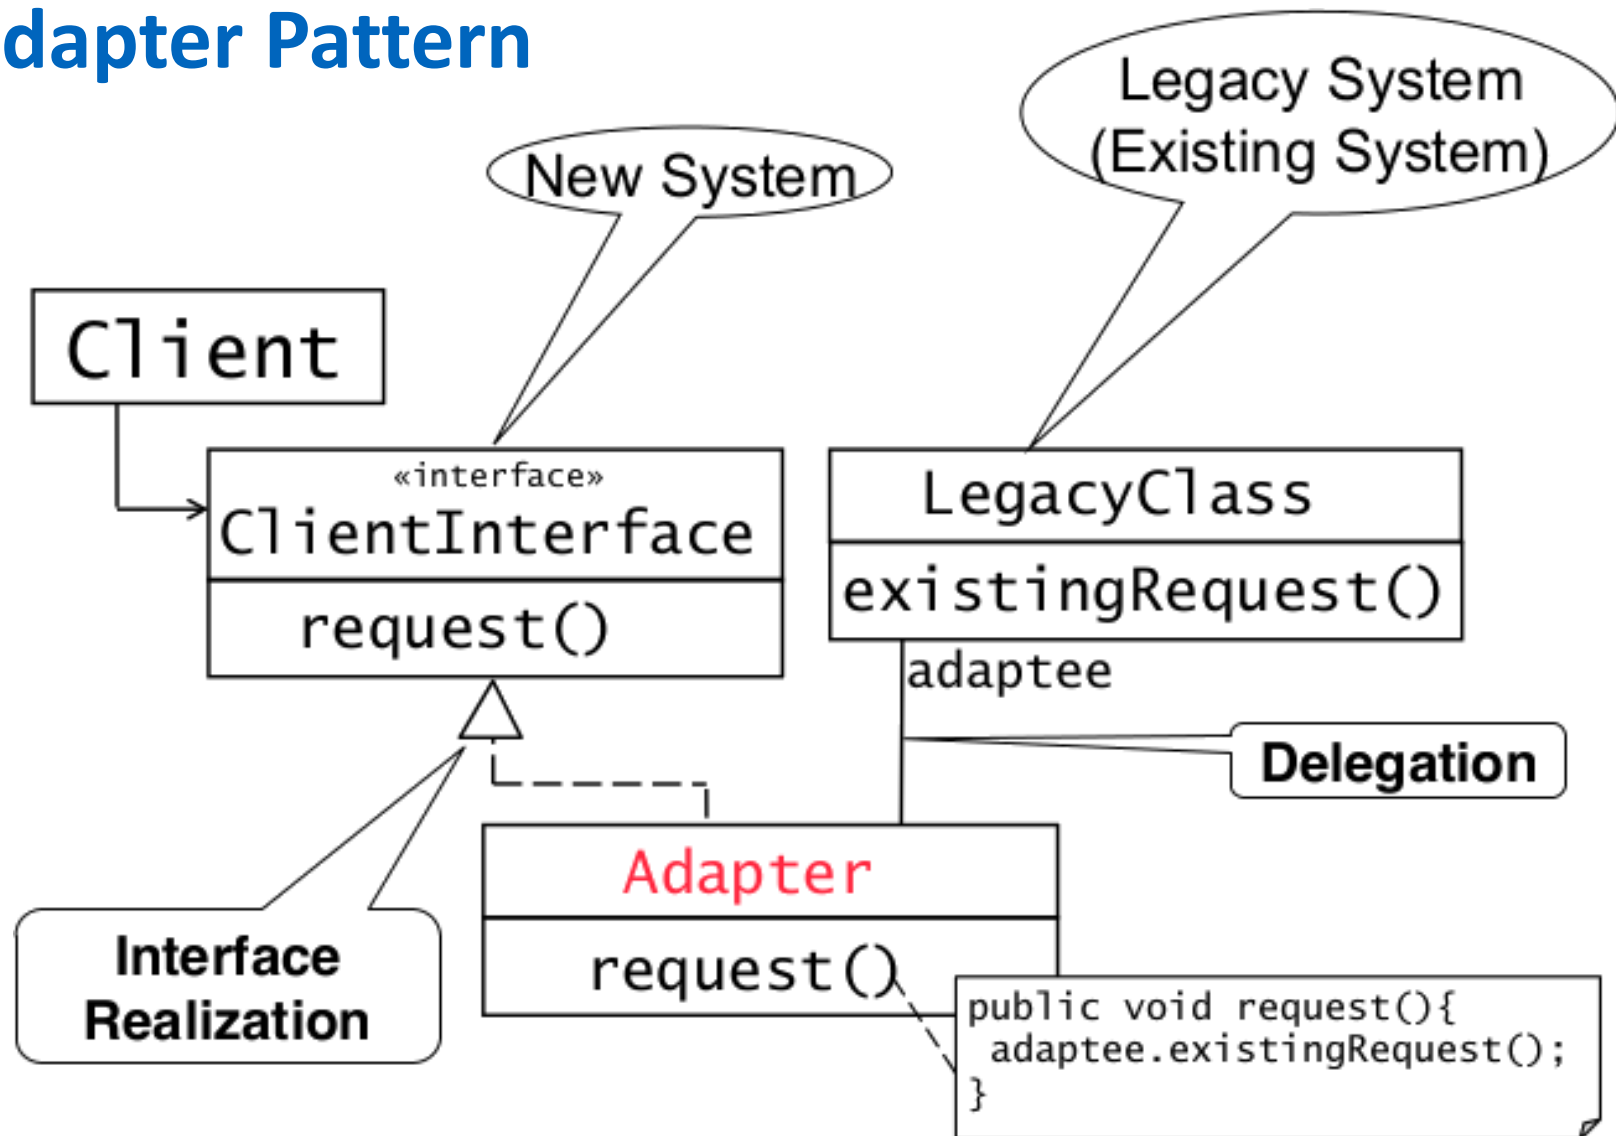 dapter Pattern
Legacy System
(Existing System)
New System
Client
«interface»
ClientInterface
request()
LegacyClass
existingRequest()
adaptee
Delegation
Adapter
request()
Interface
Realization
public void request(){
adaptee.existingRequest();
}